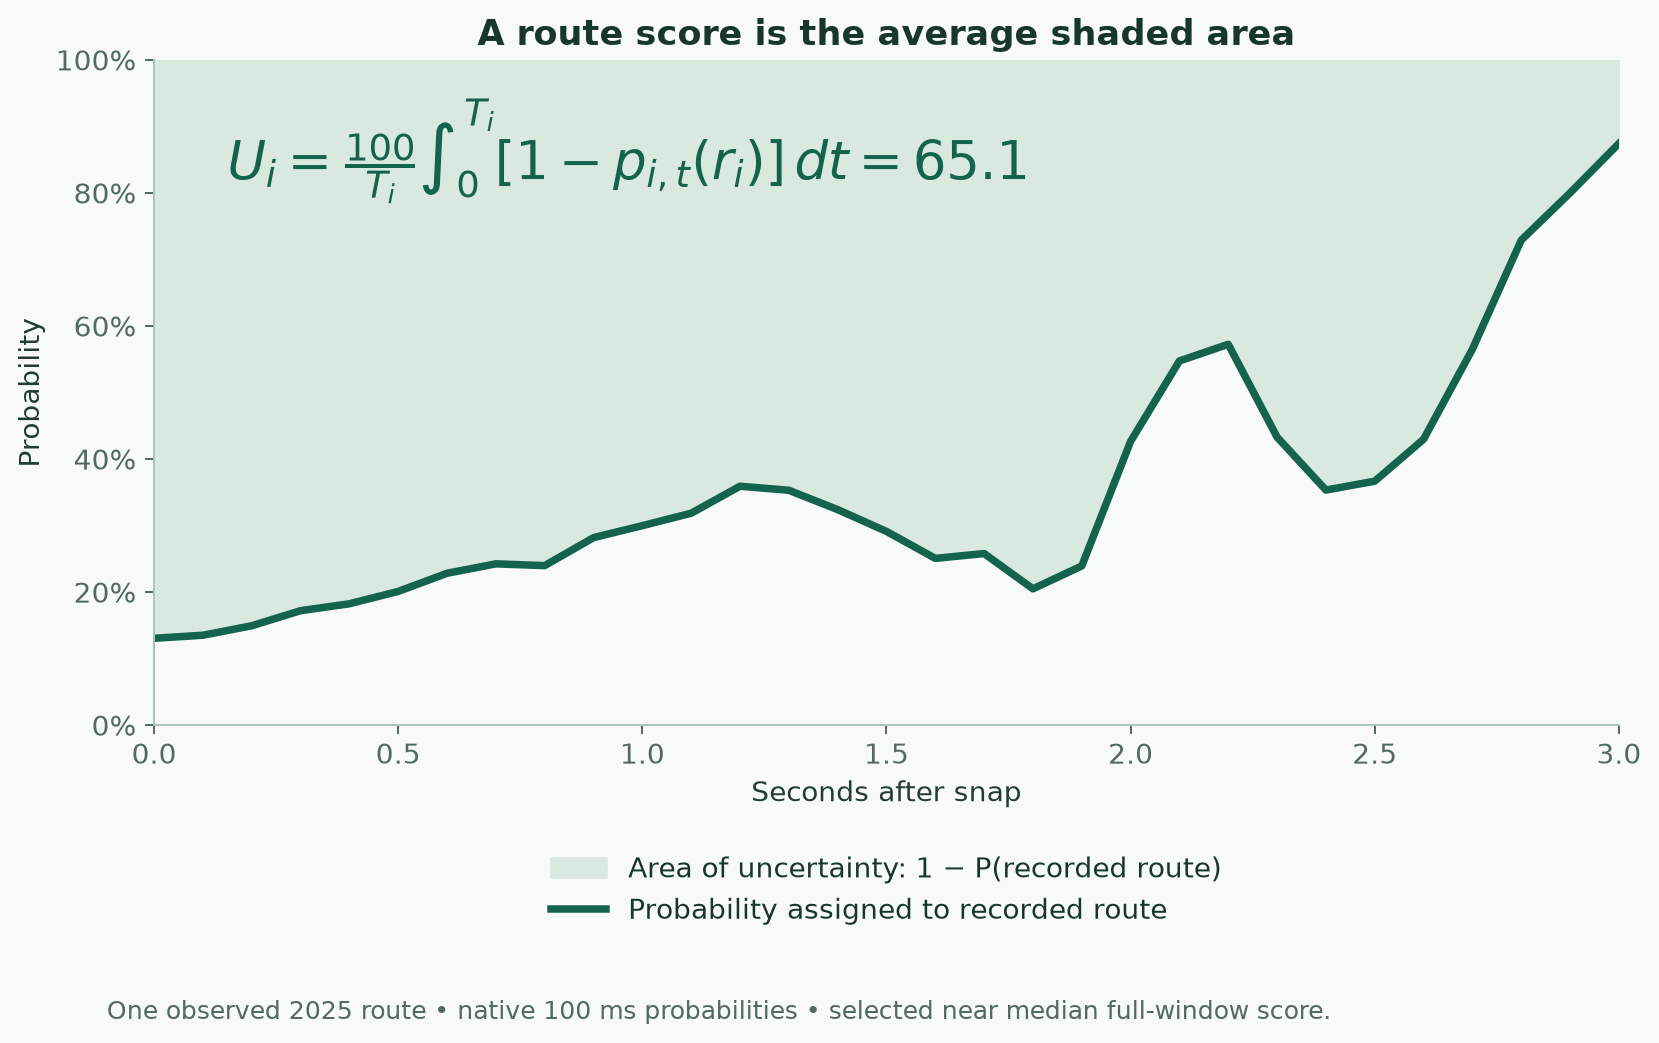 A route score is the average shaded area
100%
80%
60%
40%
20%
0%
Probability
U_i = 100/T_i ∫_0^{T_i} [1 − p_{i,t}(r_i)] dt = 65.1
0.0 0.5 1.0 1.5 2.0 2.5 3.0
Seconds after snap
Area of uncertainty: 1 − P(recorded route)
Probability assigned to recorded route
One observed 2025 route • native 100 ms probabilities • selected near median full-window score.